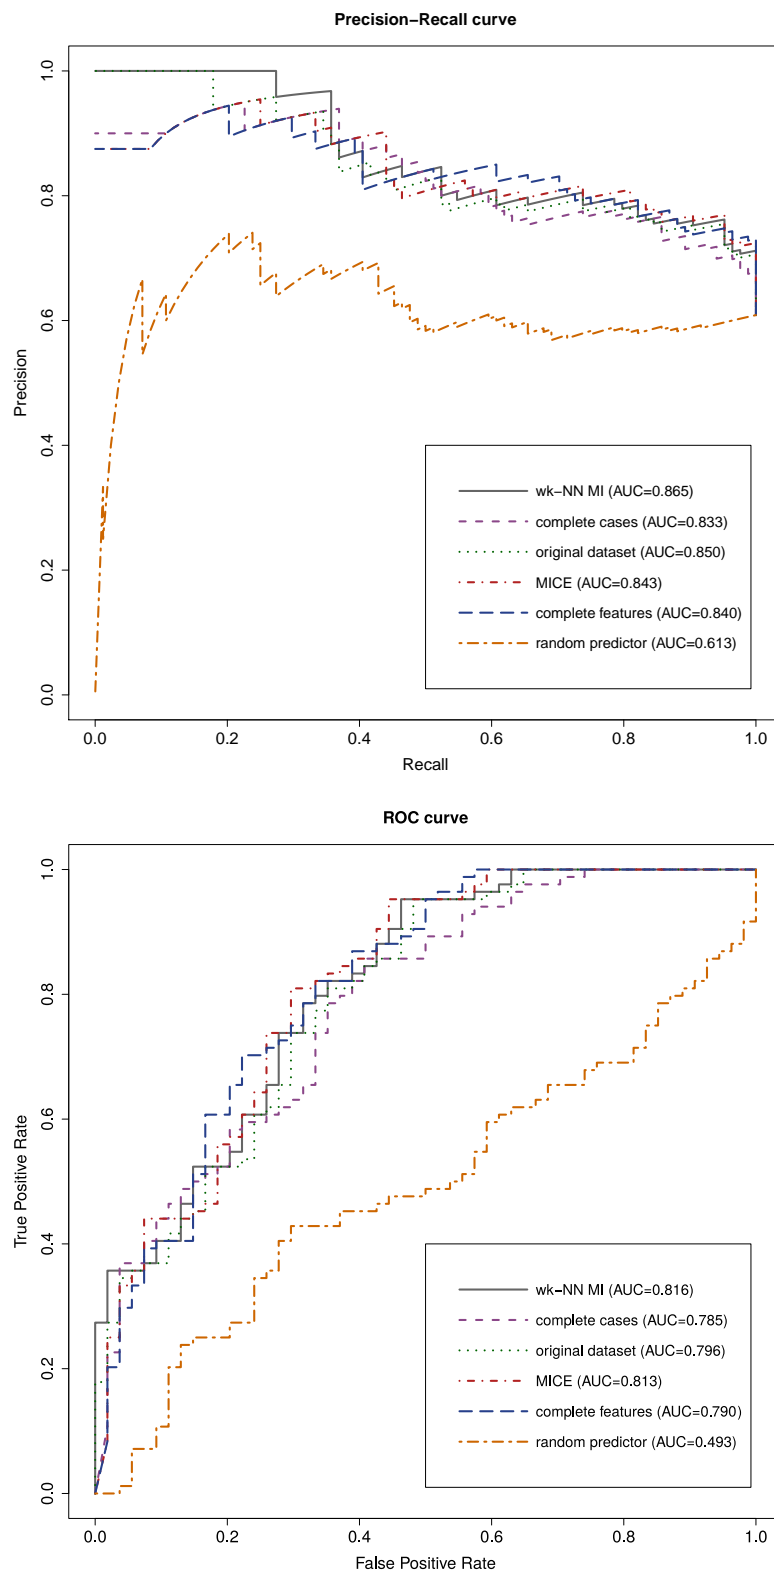 Precision−Recall curve
1.0
0.8
0.6
0.4
0.2
0.0
Precision
wk−NN MI (AUC=0.865)
complete cases (AUC=0.833)
original dataset (AUC=0.850)
MICE (AUC=0.843)
complete features (AUC=0.840)
random predictor (AUC=0.613)
0.0 0.2 0.4 0.6 0.8 1.0
Recall
ROC curve
1.0
0.8
0.6
0.4
0.2
0.0
True Positive Rate
wk−NN MI (AUC=0.816)
complete cases (AUC=0.785)
original dataset (AUC=0.796)
MICE (AUC=0.813)
complete features (AUC=0.790)
random predictor (AUC=0.493)
0.0 0.2 0.4 0.6 0.8 1.0
False Positive Rate